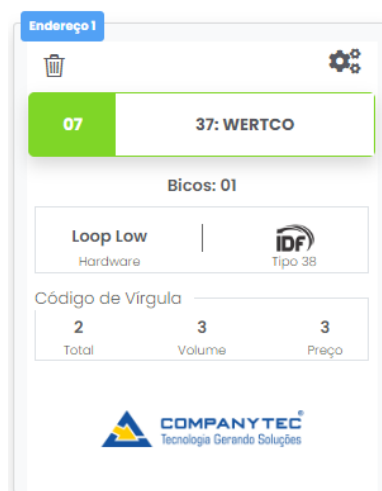 Endereço 1
07 37: WERTCO
Bicos: 01
Loop Low | IDF
Hardware Tipo 38
Código de Vírgula
2 3 3
Total Volume Preço
COMPANYTEC
Tecnologia Gerando Soluções